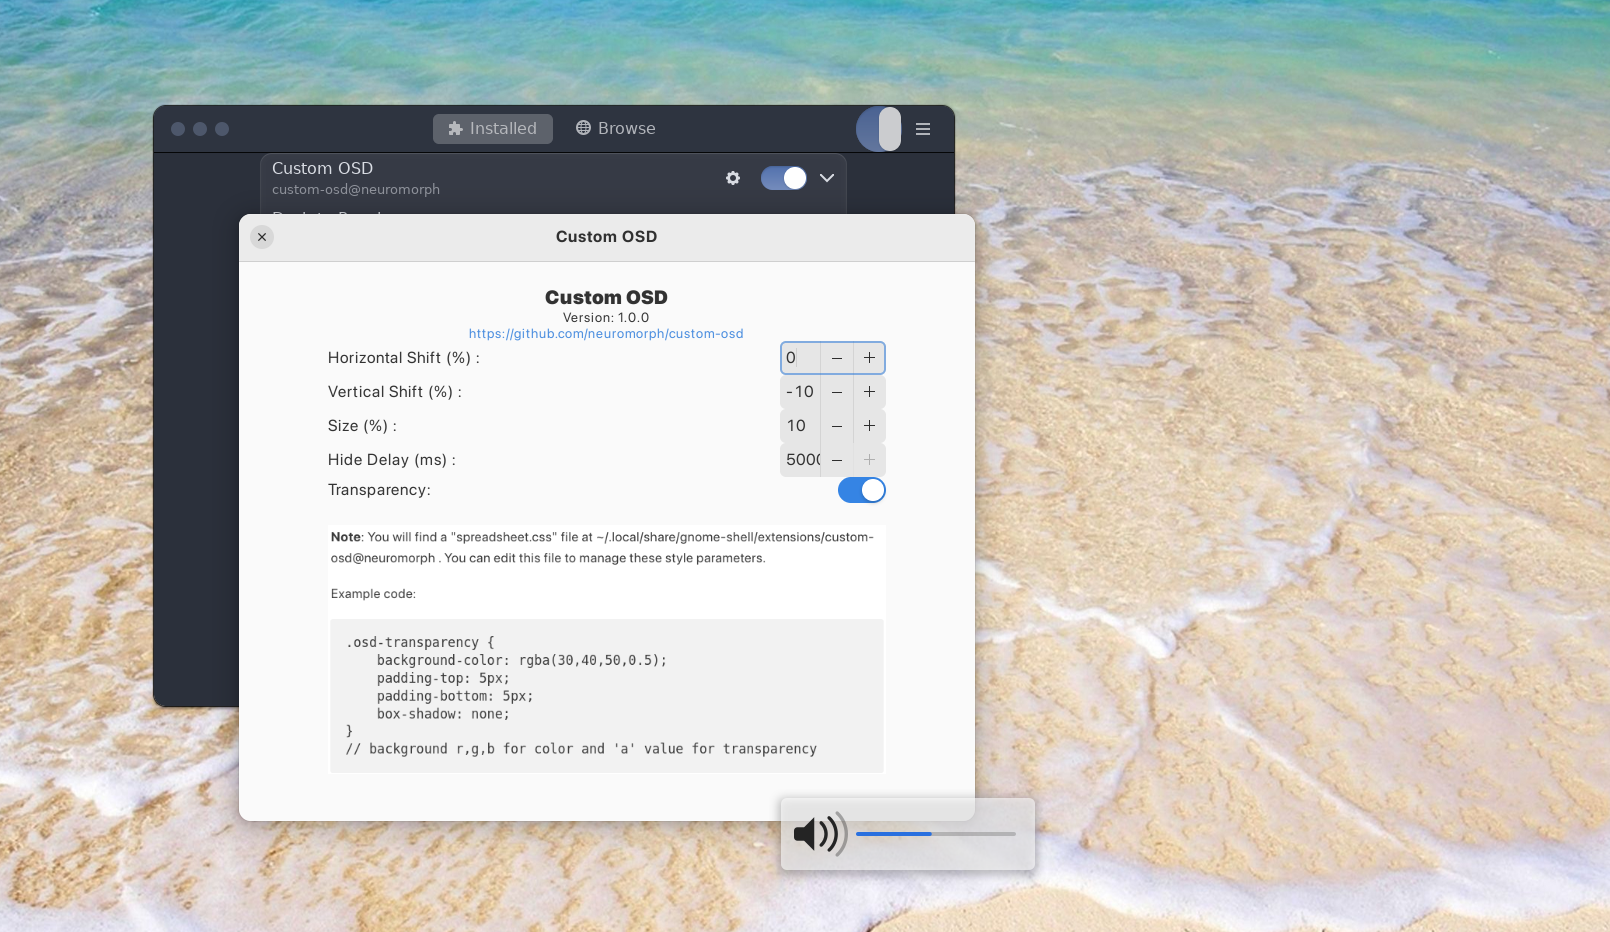 Installed
Browse
Custom OSD
custom-osd@neuromorph
Custom OSD
Custom OSD
Version: 1.0.0
https://github.com/neuromorph/custom-osd
Horizontal Shift (%) : 0
Vertical Shift (%) : -10
Size (%) : 10
Hide Delay (ms) : 5000
Transparency:
Note: You will find a "spreadsheet.css" file at ~/.local/share/gnome-shell/extensions/custom-
osd@neuromorph . You can edit this file to manage these style parameters.
Example code:
.osd-transparency {
background-color: rgba(30,40,50,0.5);
padding-top: 5px;
padding-bottom: 5px;
box-shadow: none;
}
// background r,g,b for color and 'a' value for transparency